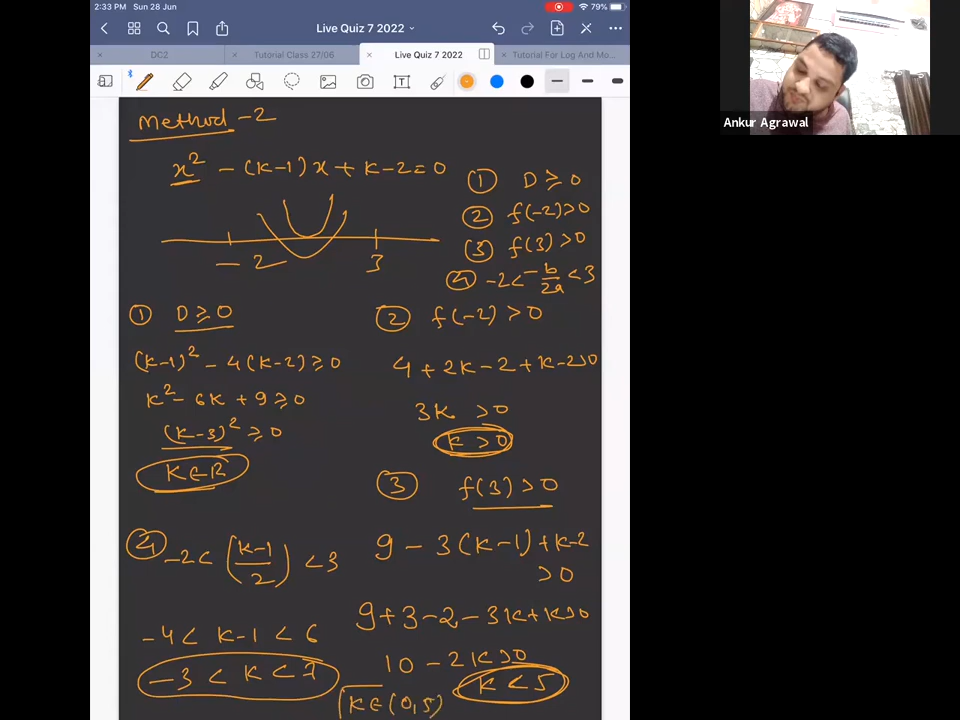 2:33 PM Sun 28 Jun
79%
Live Quiz 7 2022
DC2
Tutorial Class 27/06
Live Quiz 7 2022
Tutorial For Log And Mo...
Ankur Agrawal
Method - 2
x² - (k-1)x + k-2 = 0
① D ≥ 0
② f(-2) > 0
③ f(3) > 0
④ -2 < -b/2a < 3
-2 3
① D ≥ 0
(k-1)² - 4(k-2) ≥ 0
k² - 6k + 9 ≥ 0
(k-3)² ≥ 0
k ∈ R
② f(-2) > 0
4 + 2k - 2 + k - 2 > 0
3k > 0
k > 0
③ f(3) > 0
9 - 3(k-1) + k-2
> 0
9 + 3 - 2 - 3k + k > 0
10 - 2k > 0
k < 5
④ -2 < (k-1/2) < 3
-4 < k-1 < 6
-3 < k < 7
k ∈ (0, 5)